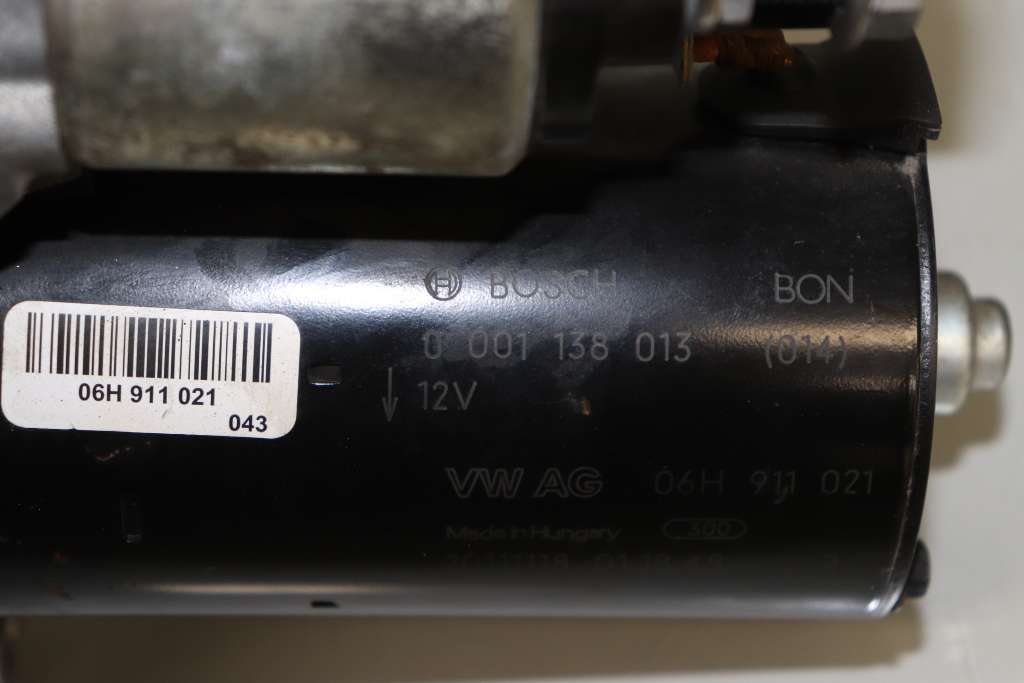 BOSCH BON
0 001 138 013 (014)
12V
06H 911 021
043
VW AG 06H 911 021
Made in Hungary 300